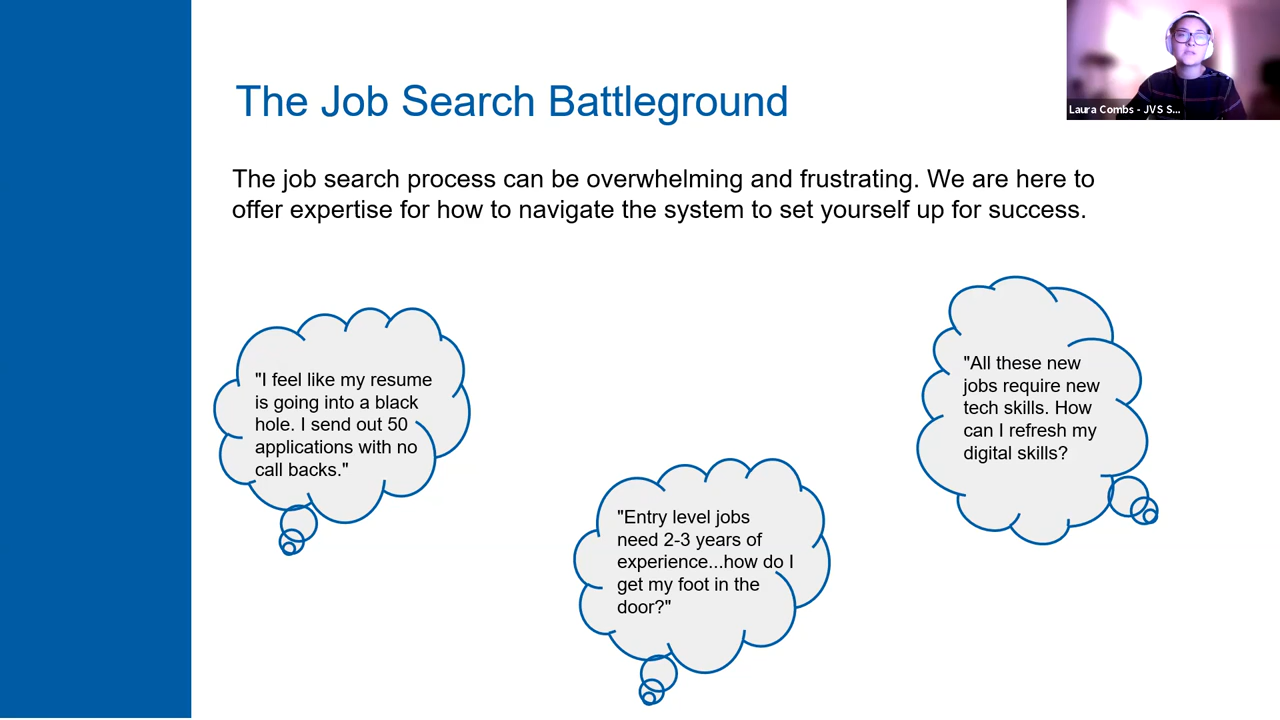 Laura Combs - JVS S...
The Job Search Battleground
The job search process can be overwhelming and frustrating. We are here to
offer expertise for how to navigate the system to set yourself up for success.
"I feel like my resume
is going into a black
hole. I send out 50
applications with no
call backs."
"Entry level jobs
need 2-3 years of
experience...how do I
get my foot in the
door?"
"All these new
jobs require new
tech skills. How
can I refresh my
digital skills?